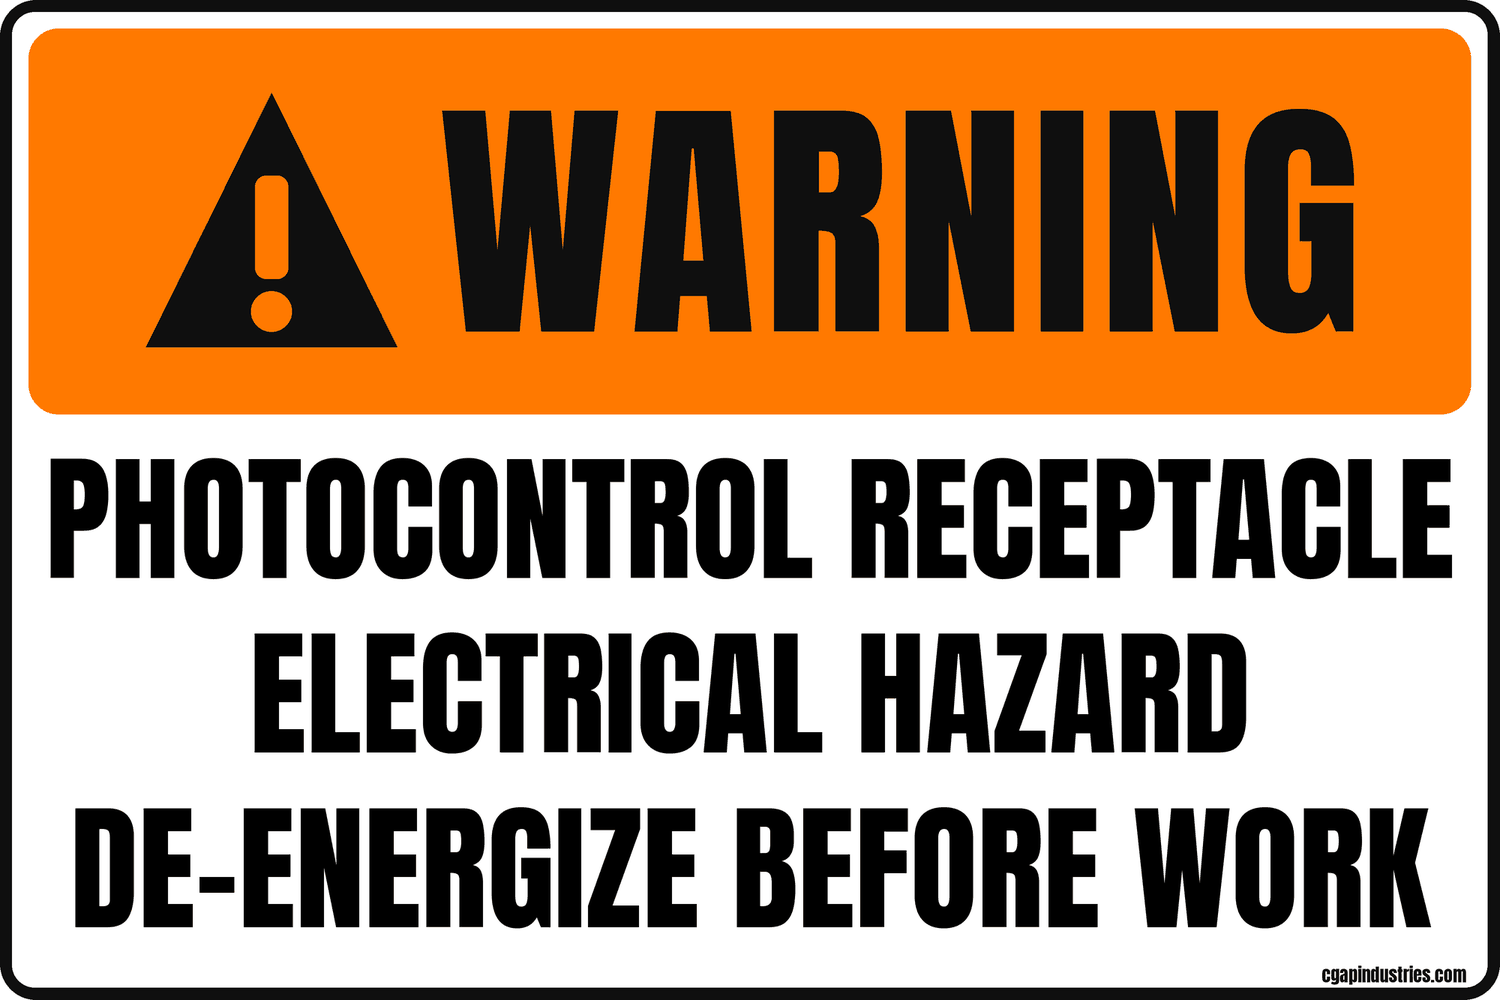 WARNING
PHOTOCONTROL RECEPTACLE
ELECTRICAL HAZARD
DE-ENERGIZE BEFORE WORK
cgapindustries.com